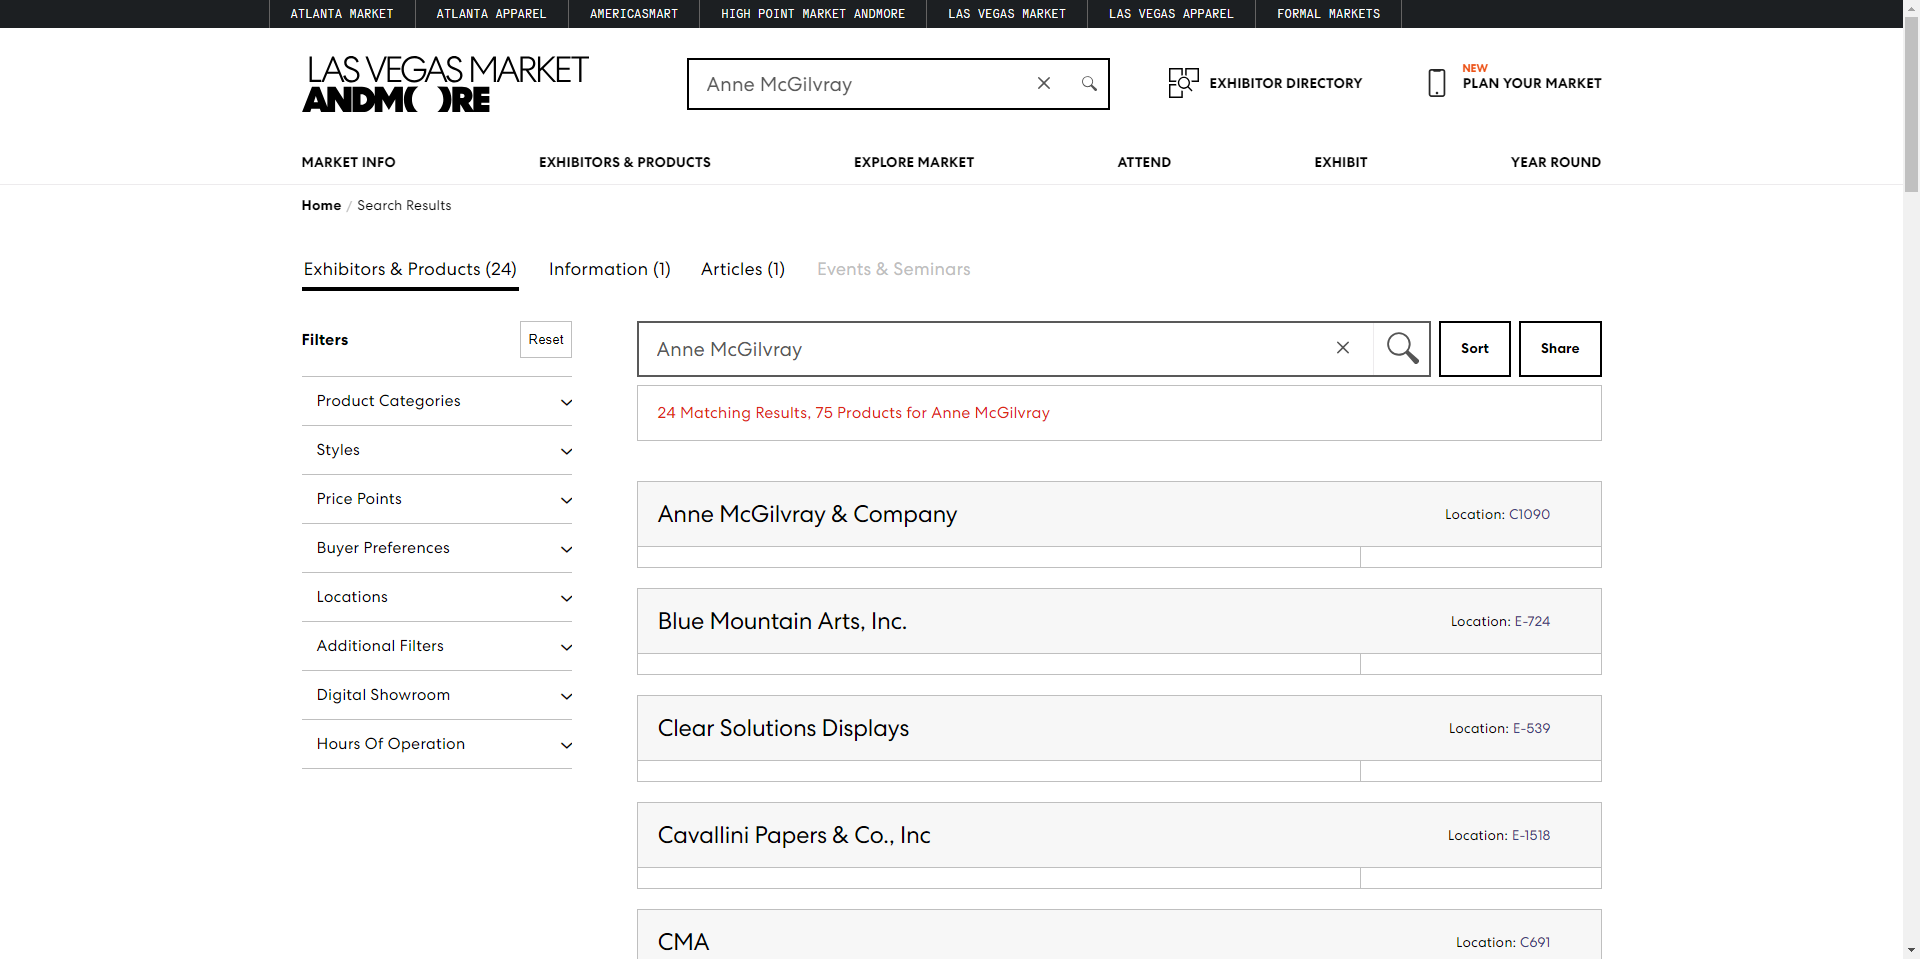 ATLANTA MARKET
ATLANTA APPAREL
AMERICASMART
HIGH POINT MARKET ANDMORE
LAS VEGAS MARKET
LAS VEGAS APPAREL
FORMAL MARKETS
LAS VEGAS MARKET
ANDMORE
Anne McGilvray
EXHIBITOR DIRECTORY
NEW
PLAN YOUR MARKET
MARKET INFO
EXHIBITORS & PRODUCTS
EXPLORE MARKET
ATTEND
EXHIBIT
YEAR ROUND
Home / Search Results
Exhibitors & Products (24)
Information (1)
Articles (1)
Events & Seminars
Filters
Reset
Product Categories
Styles
Price Points
Buyer Preferences
Locations
Additional Filters
Digital Showroom
Hours Of Operation
Anne McGilvray
Sort
Share
24 Matching Results, 75 Products for Anne McGilvray
Anne McGilvray & Company
Location: C1090
Blue Mountain Arts, Inc.
Location: E-724
Clear Solutions Displays
Location: E-539
Cavallini Papers & Co., Inc
Location: E-1518
CMA
Location: C691